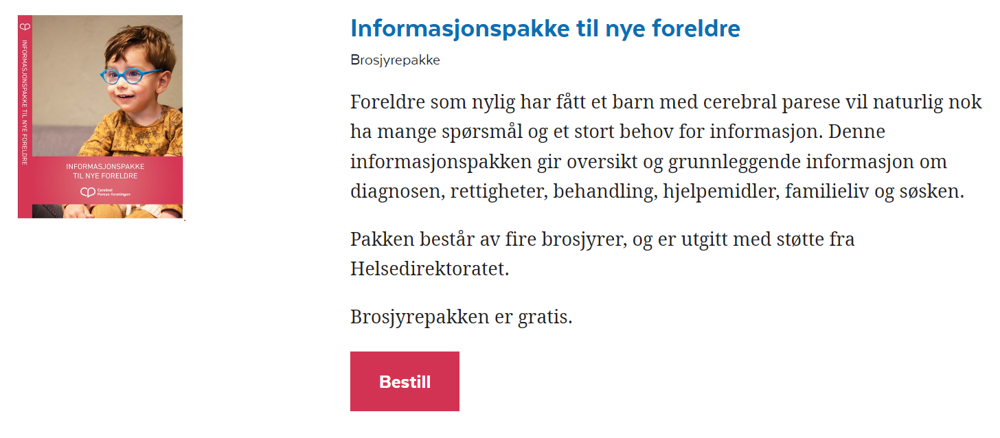 INFORMASJONSPAKKE TIL NYE FORELDRE
INFORMASJONSPAKKE
TIL NYE FORELDRE
Cerebral
Parese-foreningen
Informasjonspakke til nye foreldre
Brosjyrepakke
Foreldre som nylig har fått et barn med cerebral parese vil naturlig nok
ha mange spørsmål og et stort behov for informasjon. Denne
informasjonspakken gir oversikt og grunnleggende informasjon om
diagnosen, rettigheter, behandling, hjelpemidler, familieliv og søsken.
Pakken består av fire brosjyrer, og er utgitt med støtte fra
Helsedirektoratet.
Brosjyrepakken er gratis.
Bestill